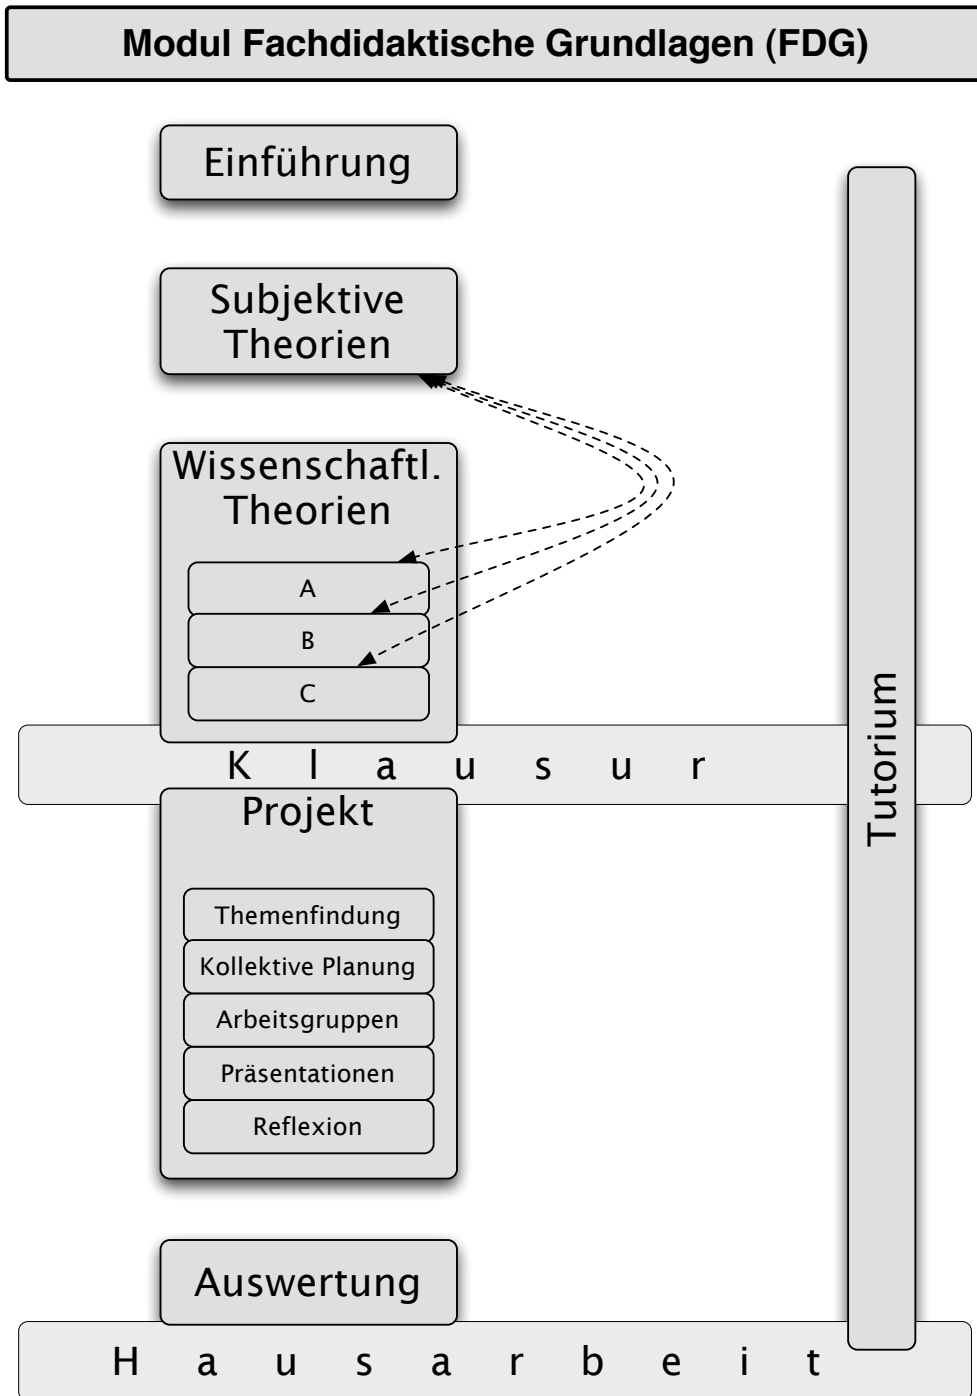 Modul Fachdidaktische Grundlagen (FDG)
Einführung
Subjektive
Theorien
Wissenschaftl.
Theorien
A
B
C
K l a u s u r
Projekt
Themenfindung
Kollektive Planung
Arbeitsgruppen
Präsentationen
Reflexion
Auswertung
H a u s a r b e i t
Tutorium